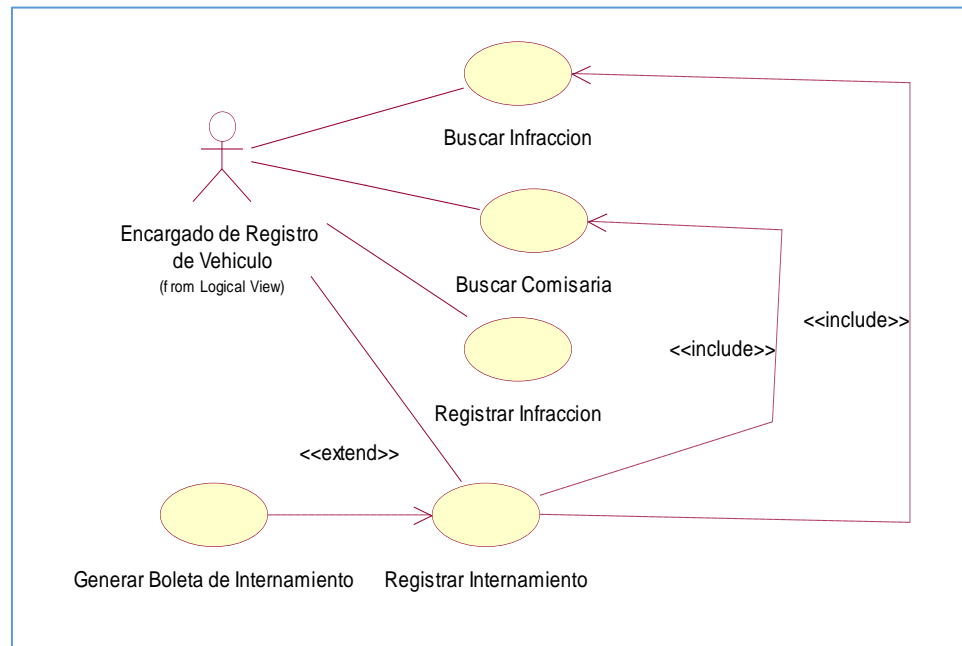 Buscar Infraccion
Encargado de Registro
de Vehiculo
(from Logical View)
Buscar Comisaria
<<include>>
<<include>>
Registrar Infraccion
<<extend>>
Generar Boleta de Internamiento
Registrar Internamiento